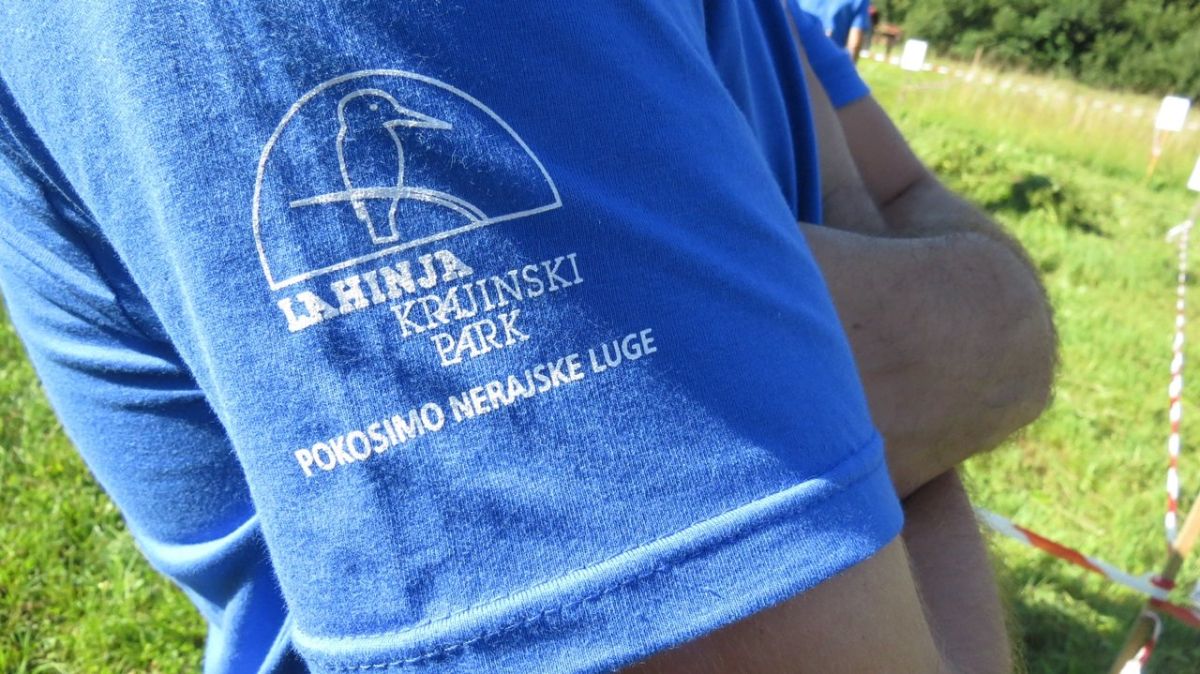 LAHINJA
KRAJINSKI
PARK
POKOSIMO NERAJSKE LUGE